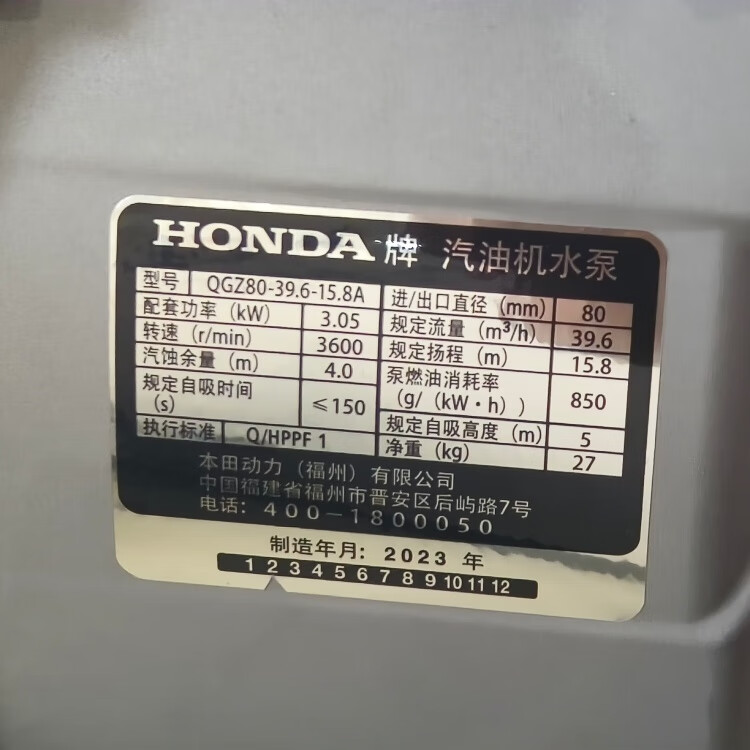 HONDA牌 汽油机水泵
型号 QGZ80-39.6-15.8A
配套功率（kW） 3.05
转速（r/min） 3600
汽蚀余量（m） 4.0
规定自吸时间
（s） ≤150
执行标准 Q/HPPF 1
进/出口直径（mm） 80
规定流量（m³/h） 39.6
规定扬程（m） 15.8
泵燃油消耗率
（g/（kW·h）） 850
规定自吸高度（m） 5
净重（kg） 27
本田动力（福州）有限公司
中国福建省福州市晋安区后屿路7号
电话：400-1800050
制造年月：2023 年
1 2 3 4 5 6 7 8 9 10 11 12